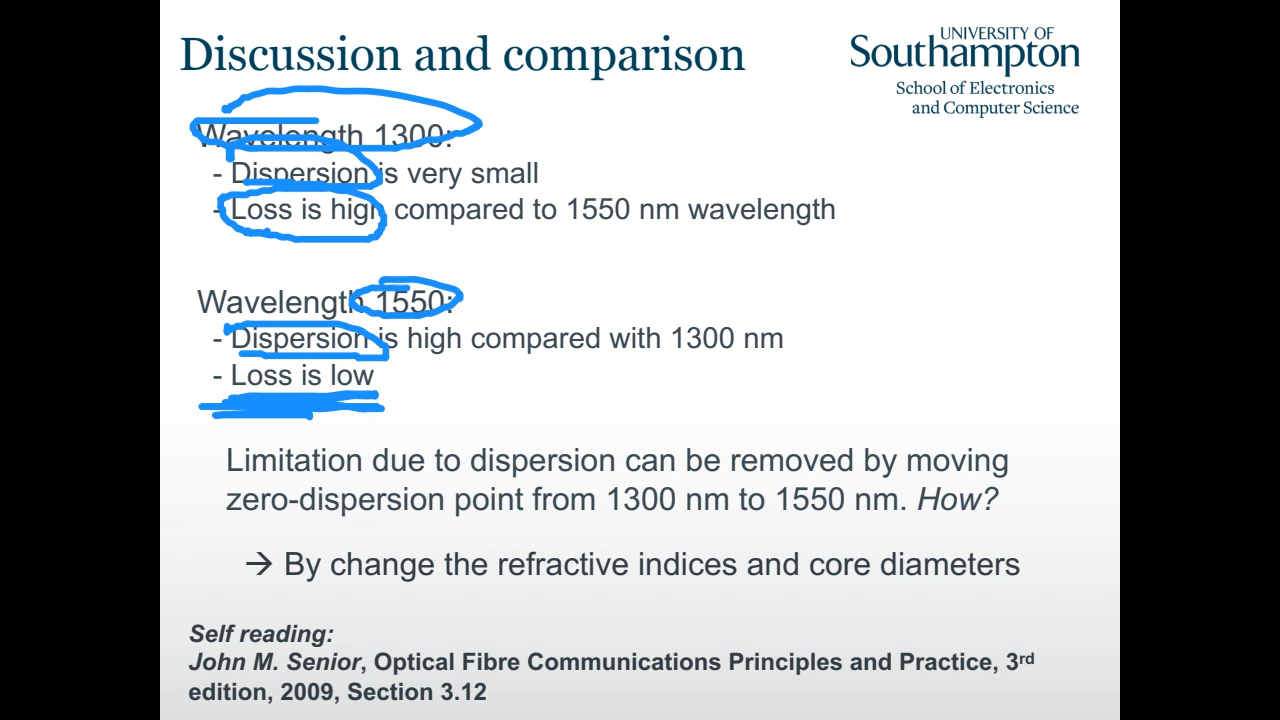 Discussion and comparison
UNIVERSITY OF
Southampton
School of Electronics
and Computer Science
Wavelength 1300:
- Dispersion is very small
- Loss is high compared to 1550 nm wavelength
Wavelength 1550:
- Dispersion is high compared with 1300 nm
- Loss is low
Limitation due to dispersion can be removed by moving
zero-dispersion point from 1300 nm to 1550 nm. How?
→ By change the refractive indices and core diameters
Self reading:
John M. Senior, Optical Fibre Communications Principles and Practice, 3rd
edition, 2009, Section 3.12